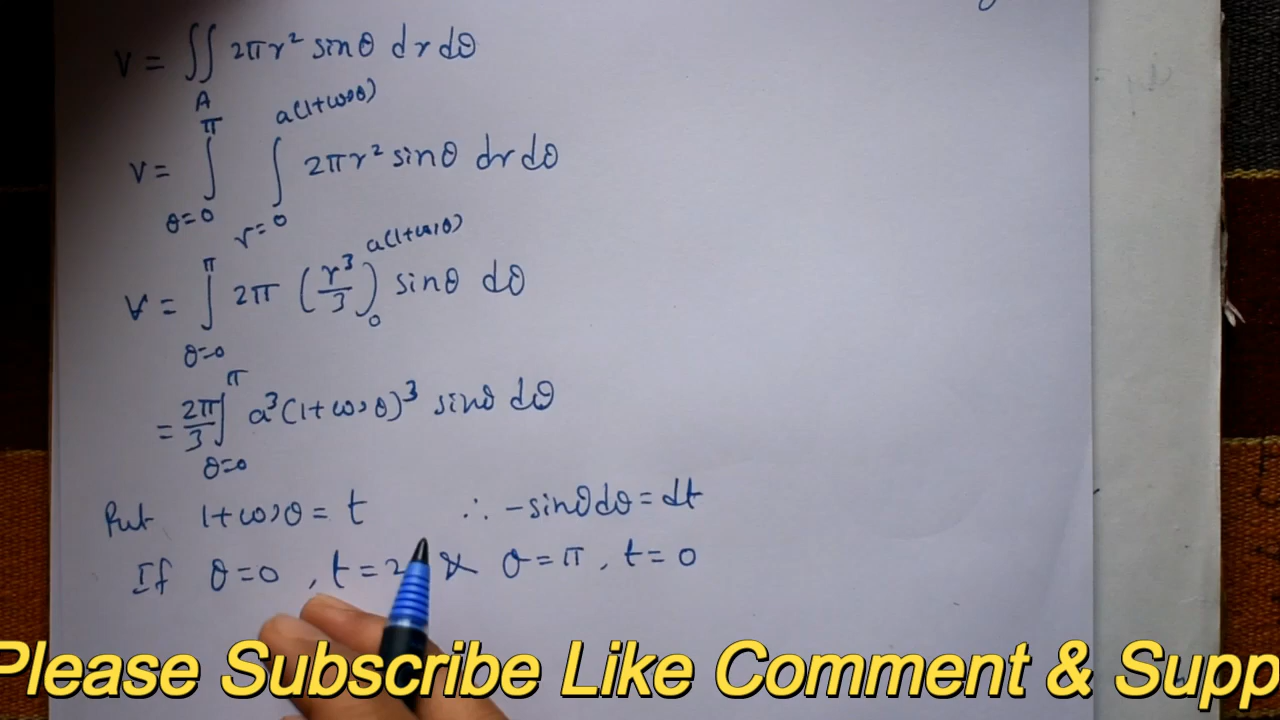 V = ∬ 2πr² sinθ dr dθ
A
π a(1+cosθ)
V = ∫ ∫ 2πr² sinθ dr dθ
θ=0 r=0
π a(1+cosθ)
V = ∫ 2π (r³/3) sinθ dθ
θ=0 0
π
= 2π/3 ∫ a³(1+cosθ)³ sinθ dθ
θ=0
Put 1+cosθ = t ∴ -sinθdθ = dt
If θ=0 , t=2 & θ=π , t=0
Please Subscribe Like Comment & Supp